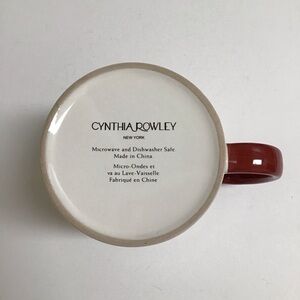 CYNTHIA ROWLEY
NEW YORK
Microwave and Dishwasher Safe
Made in China
Micro-Ondes et
va au Lave-Vaisselle
Fabriqué en Chine